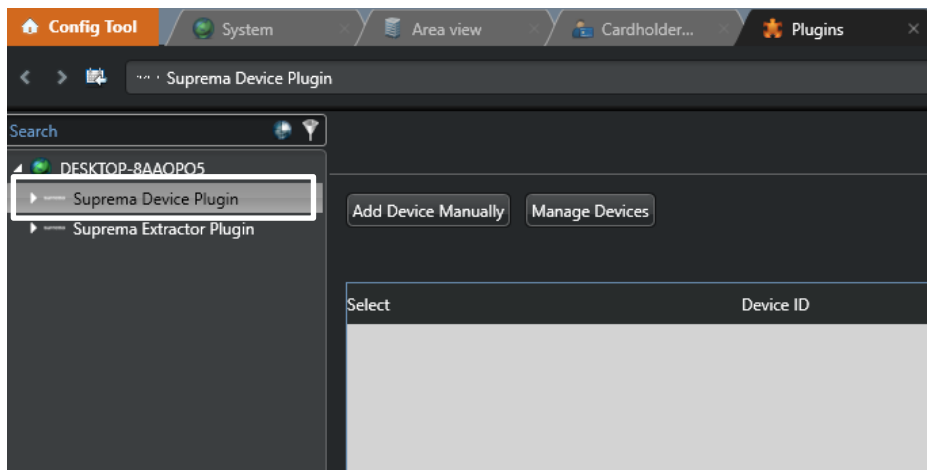 Config Tool
System
Area view
Cardholder...
Plugins
Suprema Device Plugin
Search
DESKTOP-8AAOPO5
Suprema Device Plugin
Suprema Extractor Plugin
Add Device Manually
Manage Devices
Select
Device ID